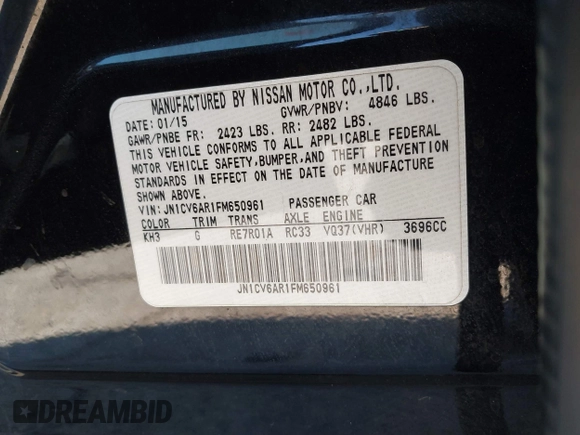 MANUFACTURED BY NISSAN MOTOR CO.,LTD.
DATE: 01/15 GVWR/PNBV: 4846 LBS.
GAWR/PNBE FR: 2423 LBS. RR: 2482 LBS.
THIS VEHICLE CONFORMS TO ALL APPLICABLE FEDERAL
MOTOR VEHICLE SAFETY,BUMPER,AND THEFT PREVENTION
STANDARDS IN EFFECT ON THE DATE OF MANUFACTURE
SHOWN ABOVE.
VIN: JN1CV6AR1FM650961 PASSENGER CAR
COLOR TRIM TRANS AXLE ENGINE
KH3 G RE7R01A RC33 VQ37(VHR) 3696CC
JN1CV6AR1FM650961
DREAMBID